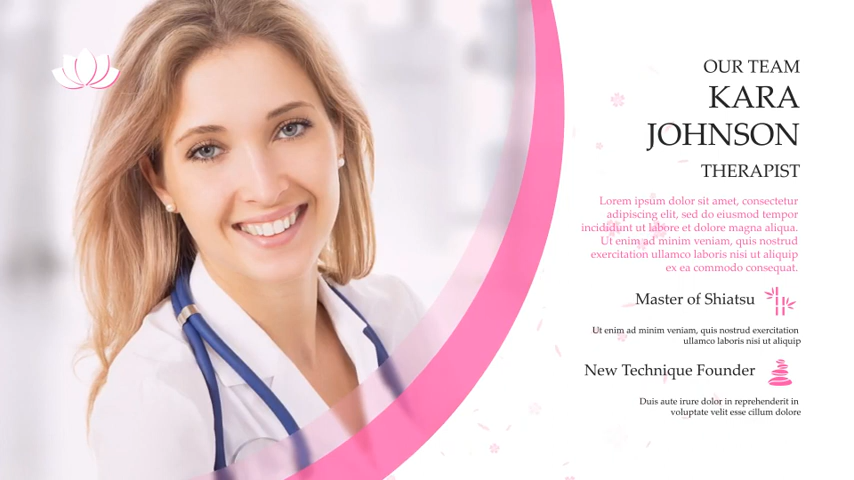 OUR TEAM
KARA
JOHNSON
THERAPIST
Lorem ipsum dolor sit amet, consectetur
adipiscing elit, sed do eiusmod tempor
incididunt ut labore et dolore magna aliqua.
Ut enim ad minim veniam, quis nostrud
exercitation ullamco laboris nisi ut aliquip
ex ea commodo consequat.
Master of Shiatsu
Ut enim ad minim veniam, quis nostrud exercitation
ullamco laboris nisi ut aliquip
New Technique Founder
Duis aute irure dolor in reprehenderit in
voluptate velit esse cillum dolore